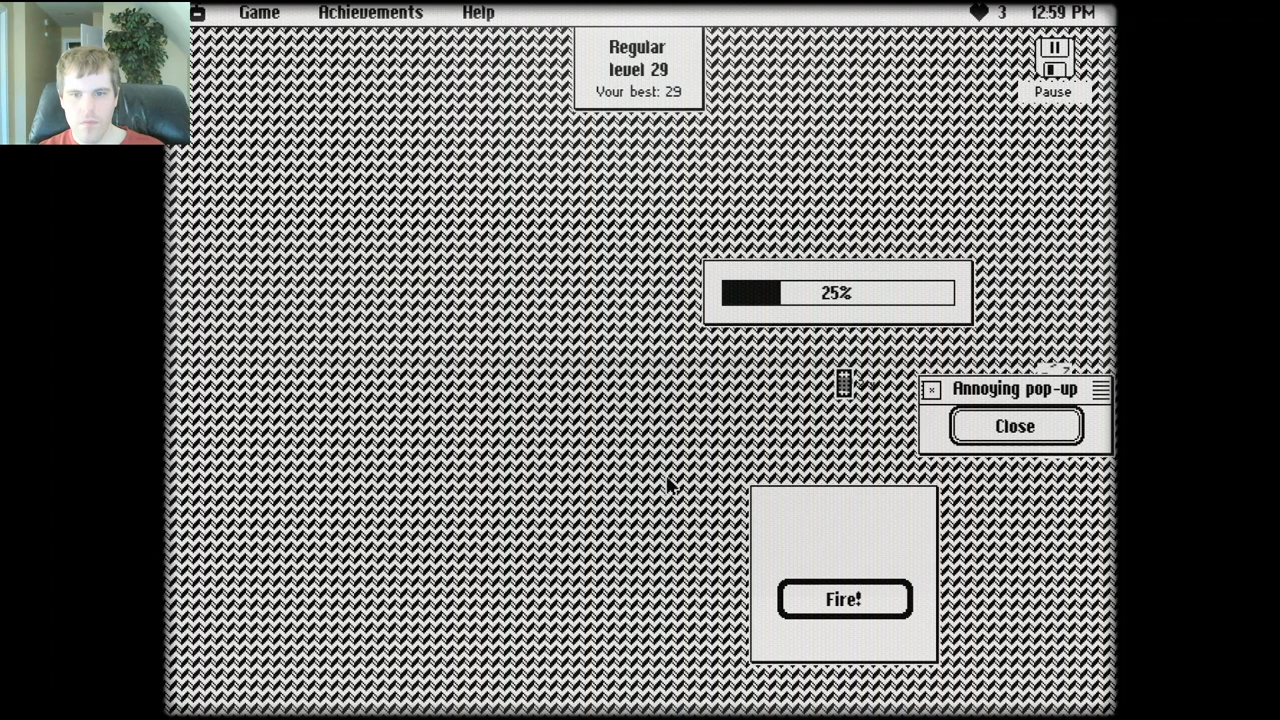 Game Achievements Help 3 12:59 PM
Regular
level 29
Your best: 29
Pause
25%
Annoying pop-up
Close
Fire!